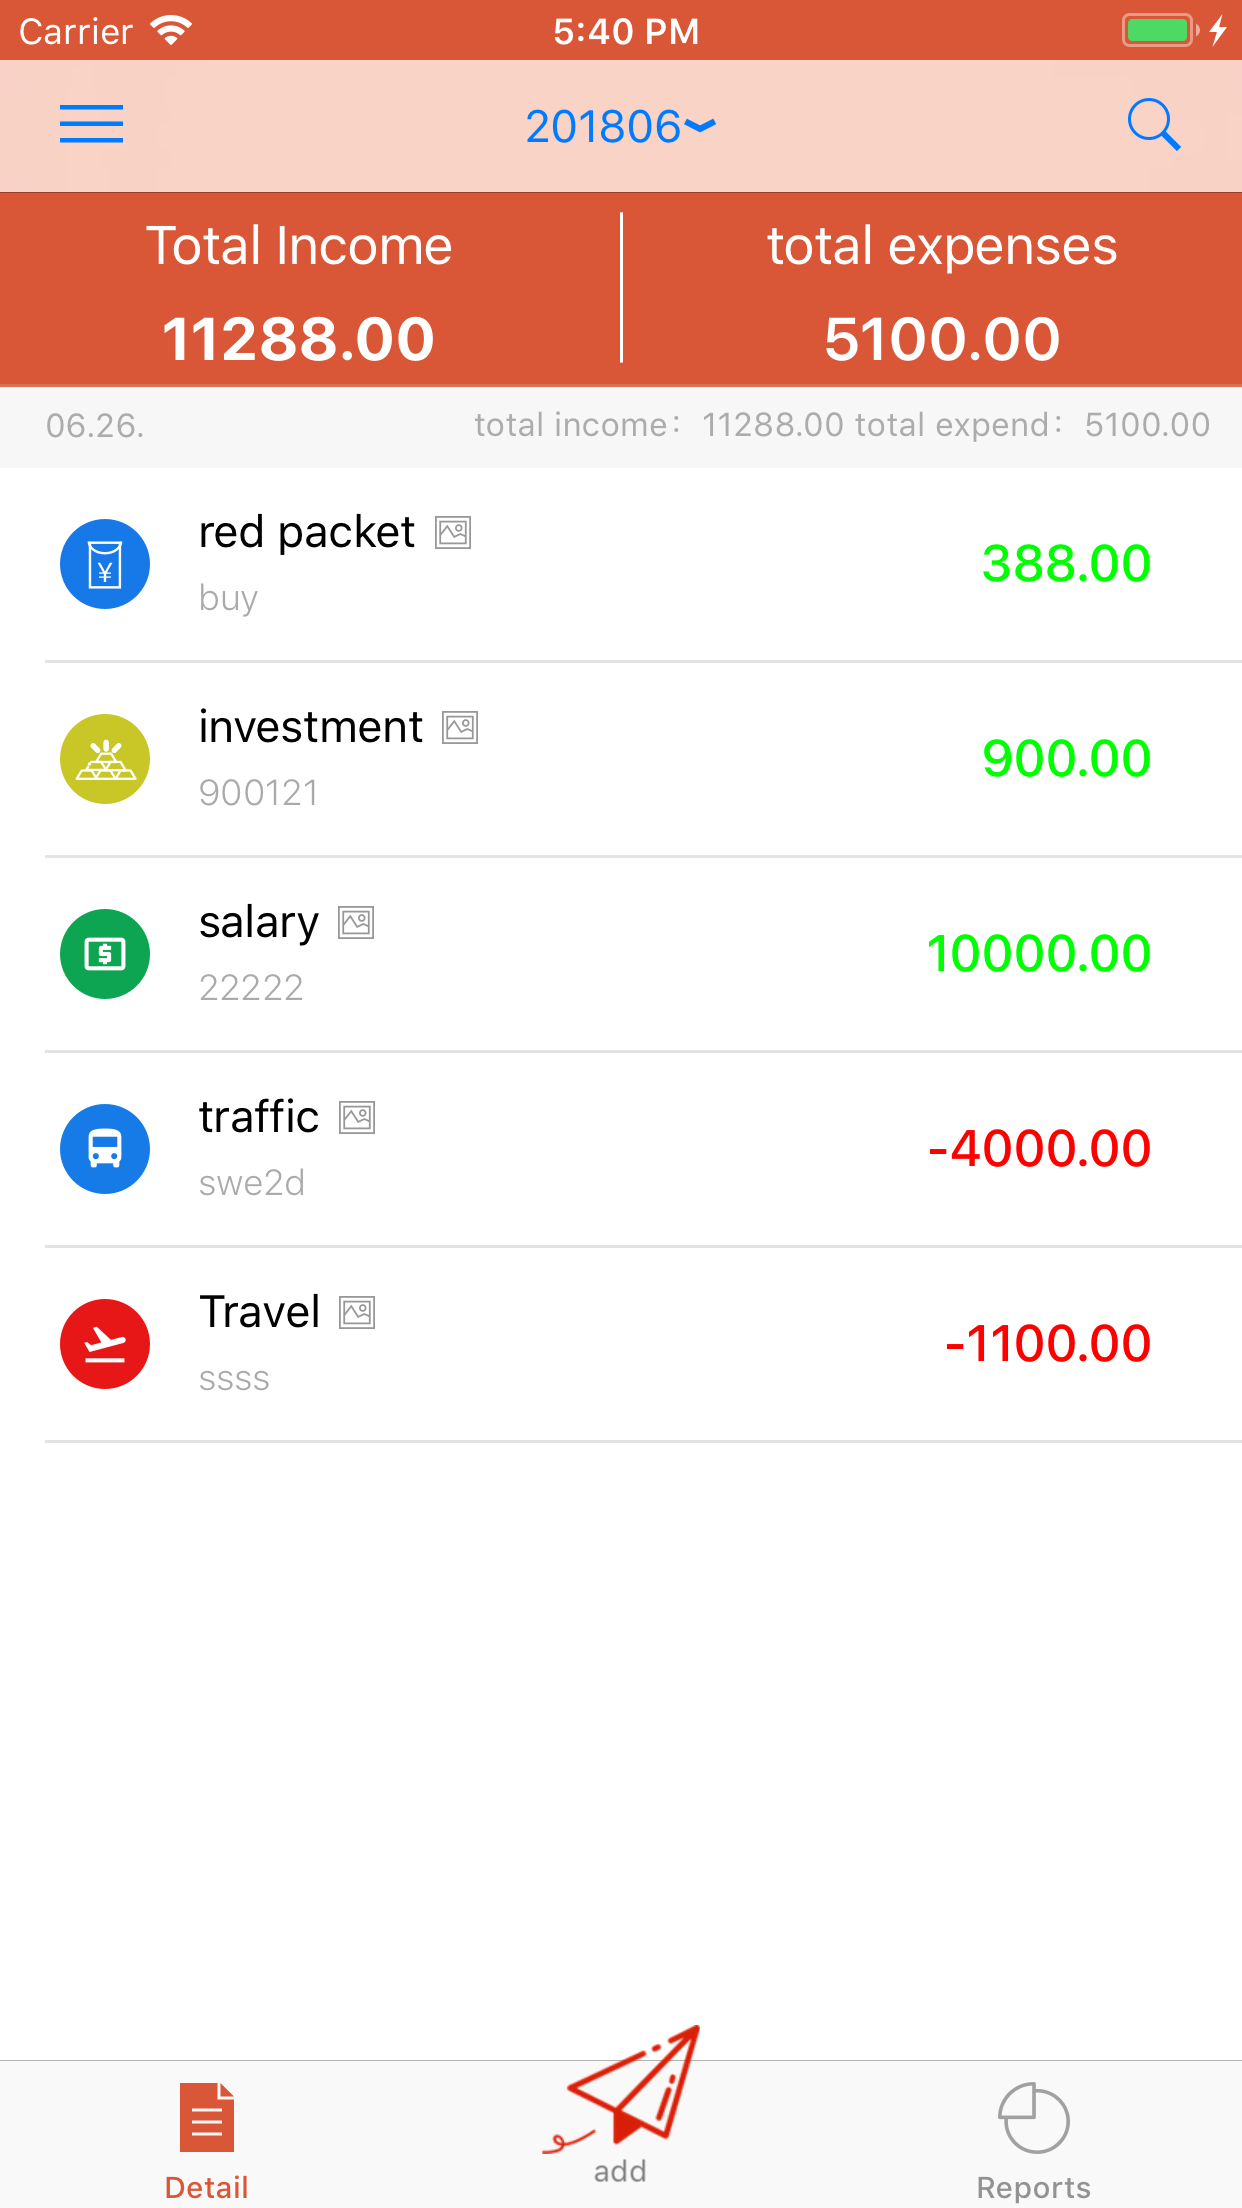 Carrier 5:40 PM
201806
Total Income total expenses
11288.00 5100.00
06.26. total income： 11288.00 total expend： 5100.00
red packet
¥
388.00
buy
investment
900.00
900121
salary
$
10000.00
22222
traffic
-4000.00
swe2d
Travel
-1100.00
ssss
Detail add Reports